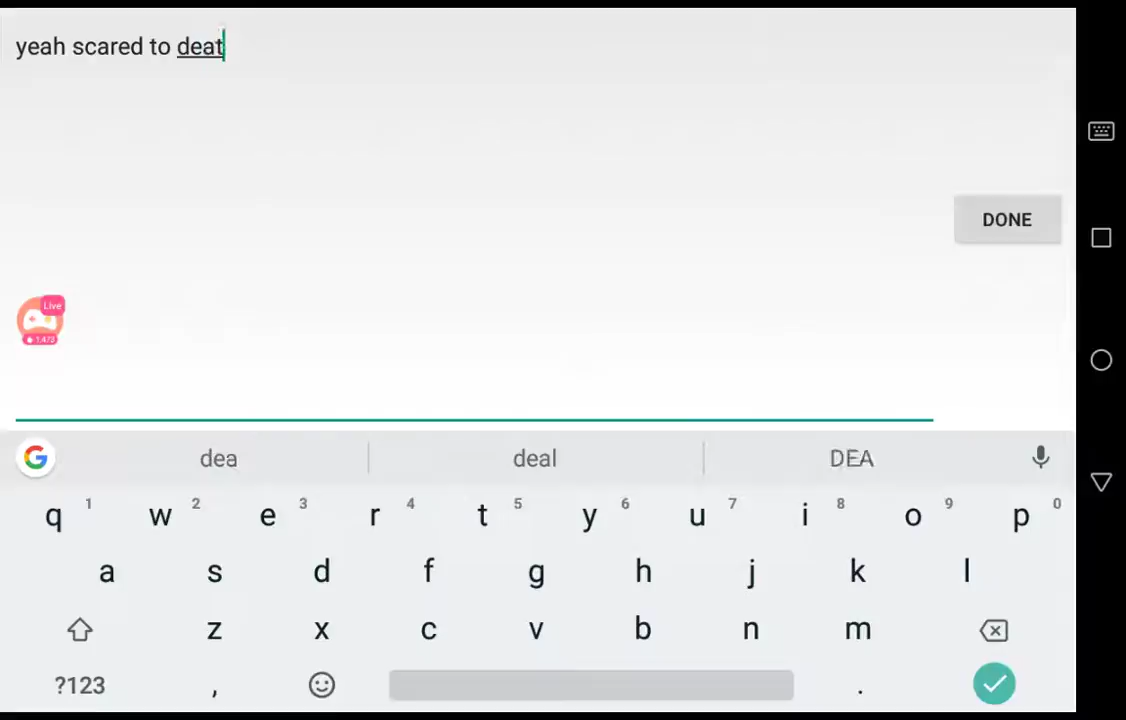 yeah scared to deat
DONE
Live
dea deal DEA
q 1 w 2 e 3 r 4 t 5 y 6 u 7 i 8 o 9 p 0
a s d f g h j k l
z x c v b n m
?123 , .